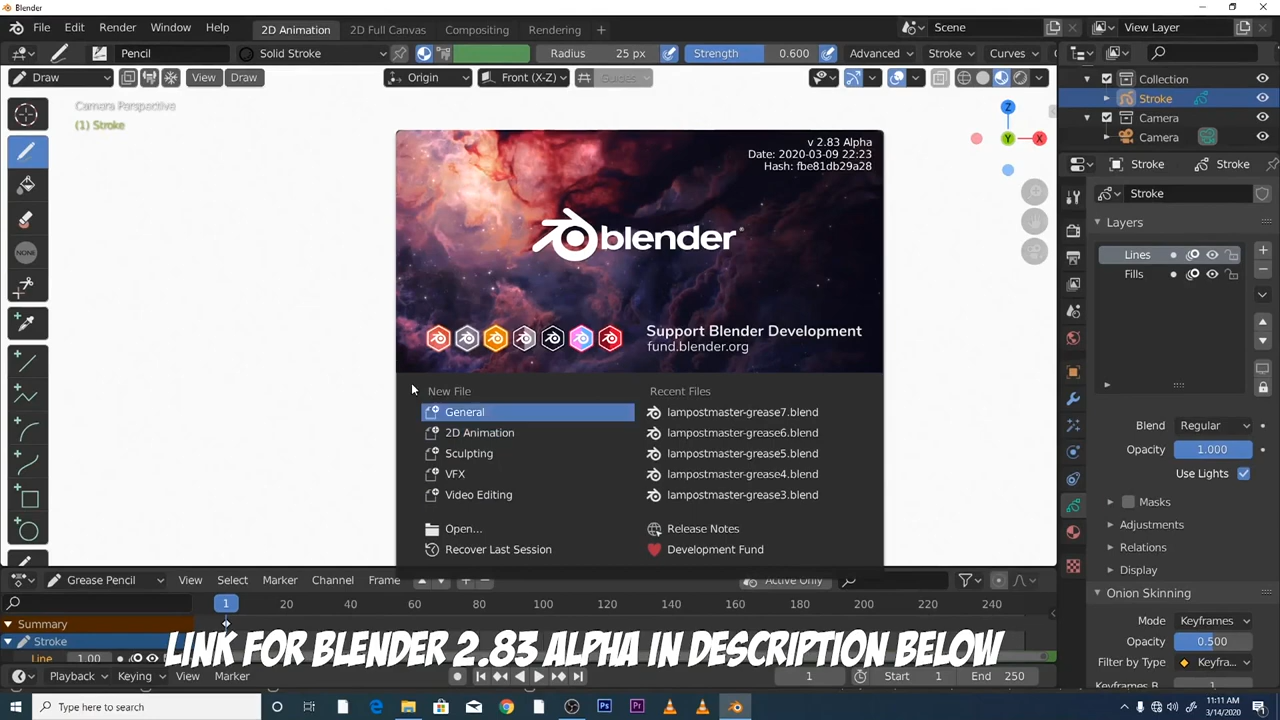 Blender
File Edit Render Window Help 2D Animation 2D Full Canvas Compositing Rendering + Scene View Layer
Pencil Solid Stroke Radius 25 px Strength 0.600 Advanced Stroke Curves
Draw View Draw Origin Front (X-Z) Guides
Camera Perspective
(1) Stroke
Z
Y
X
NONE
v 2.83 Alpha
Date: 2020-03-09 22:23
Hash: fbe81db29a28
blender®
Support Blender Development
fund.blender.org
New File
General
2D Animation
Sculpting
VFX
Video Editing
Open...
Recover Last Session
Recent Files
lampostmaster-grease7.blend
lampostmaster-grease6.blend
lampostmaster-grease5.blend
lampostmaster-grease4.blend
lampostmaster-grease3.blend
Release Notes
Development Fund
Collection
Stroke
Camera
Camera
Stroke Stroke
Stroke
Layers
Lines
Fills
Blend Regular
Opacity 1.000
Use Lights
Masks
Adjustments
Relations
Display
Onion Skinning
Mode Keyframes
Opacity 0.500
Filter by Type Keyfra...
Keyframes B 1
Grease Pencil View Select Marker Channel Frame Active Only
1 20 40 60 80 100 120 140 160 180 200 220 240
Summary
Stroke
Line 1.00
LINK FOR BLENDER 2.83 ALPHA IN DESCRIPTION BELOW
Playback Keying View Marker 1 Start 1 End 250
Type here to search
11:11 AM
3/14/2020